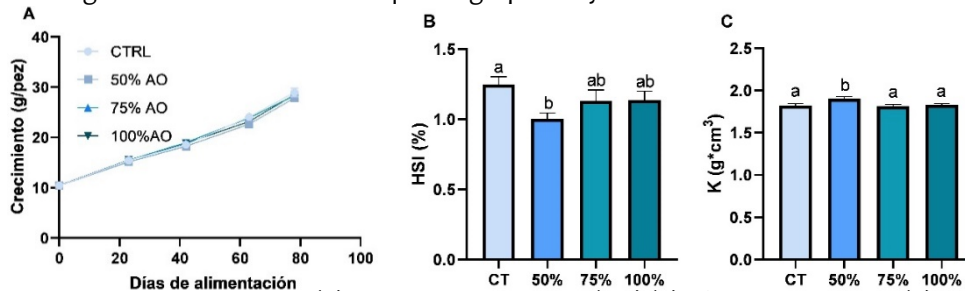 A
Crecimiento (g/pez)
40
30
20
10
0
CTRL
50% AO
75% AO
100%AO
0 20 40 60 80 100
Días de alimentación
B
HSI (%)
1.5
1.0
0.5
0.0
a b ab ab
CT 50% 75% 100%
C
K (g*cm³)
2.5
2.0
1.5
1.0
0.5
0.0
a b a a
CT 50% 75% 100%